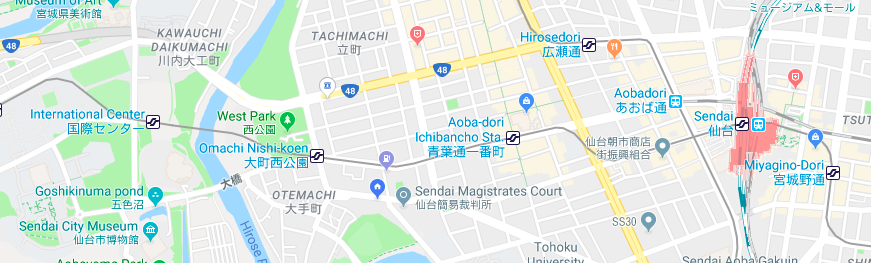 Museum of Art
宮城県美術館
ミュージアム&モール
48
KAWAUCHI
DAIKUMACHI
川内大工町
TACHIMACHI
立町
Hirosedori
広瀬通
48
48
Aobadori
あおば通
International Center
国際センター
West Park
西公園
Aoba-dori
Ichibancho Sta.
青葉通一番町
Sendai
仙台
TSUT
Omachi Nishi-koen
大町西公園
仙台朝市商店
街振興組合
Miyagino-Dori
宮城野通
大橋
Goshikinuma pond
五色沼
OTEMACHI
大手町
Sendai Magistrates Court
仙台簡易裁判所
Sendai City Museum
仙台市博物館
Hirose R
SS30
Tohoku
University
Sendai Aoba Gakuin
Aobayama Park